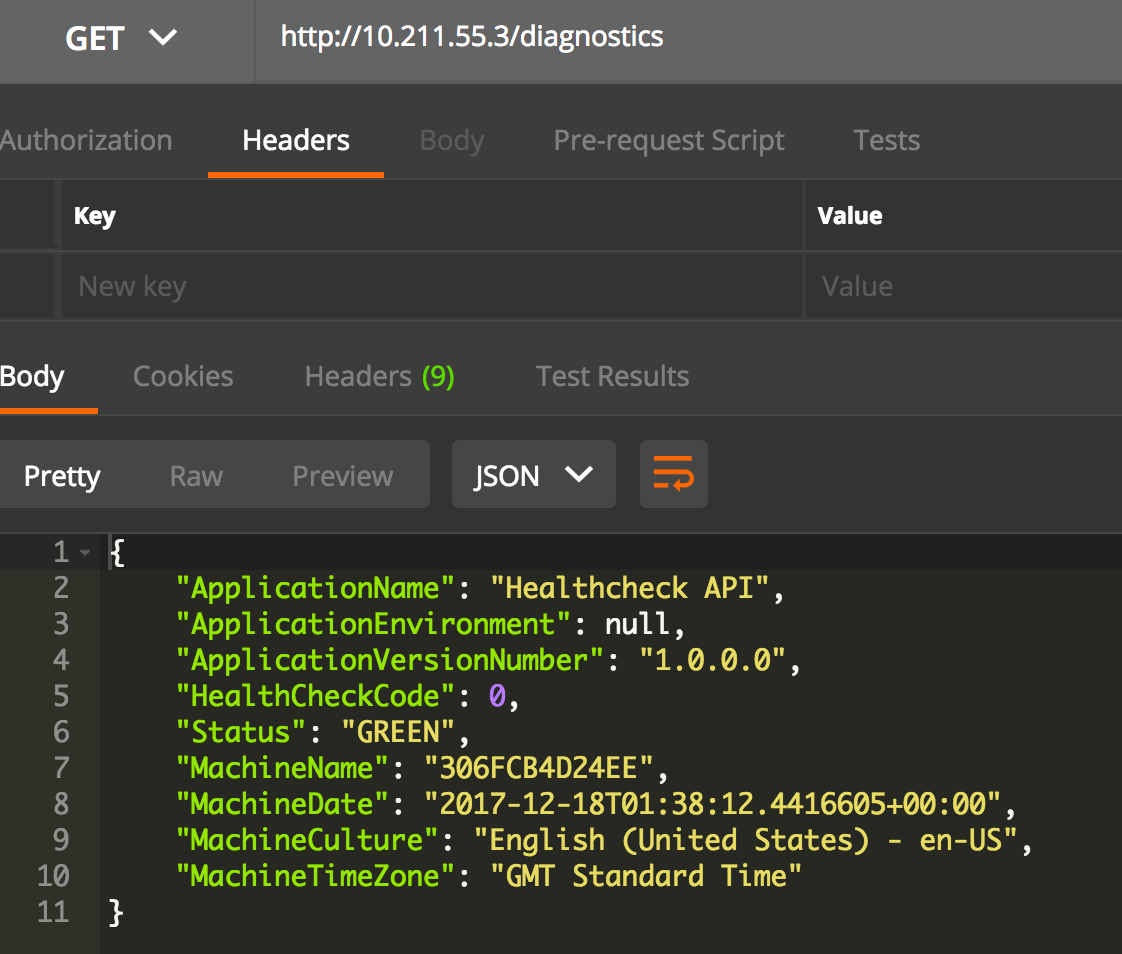 GET http://10.211.55.3/diagnostics
Authorization Headers Body Pre-request Script Tests
Key Value
New key Value
Body Cookies Headers (9) Test Results
Pretty Raw Preview JSON
1 {
2 "ApplicationName": "Healthcheck API",
3 "ApplicationEnvironment": null,
4 "ApplicationVersionNumber": "1.0.0.0",
5 "HealthCheckCode": 0,
6 "Status": "GREEN",
7 "MachineName": "306FCB4D24EE",
8 "MachineDate": "2017-12-18T01:38:12.4416605+00:00",
9 "MachineCulture": "English (United States) - en-US",
10 "MachineTimeZone": "GMT Standard Time"
11 }